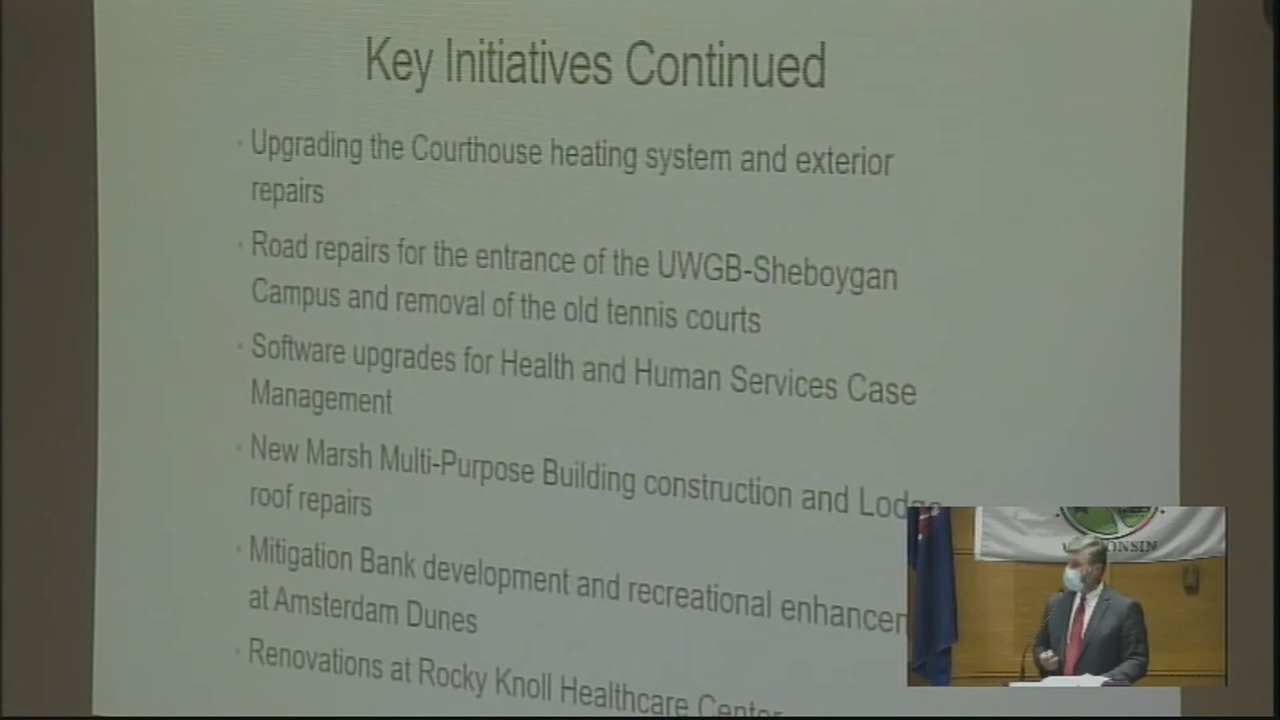 Key Initiatives Continued
Upgrading the Courthouse heating system and exterior
repairs
Road repairs for the entrance of the UWGB-Sheboygan
Campus and removal of the old tennis courts
Software upgrades for Health and Human Services Case
Management
New Marsh Multi-Purpose Building construction and Lodge
roof repairs
Mitigation Bank development and recreational
at Amsterdam Dunes
Renovations at Rocky Knoll Healthcare Center